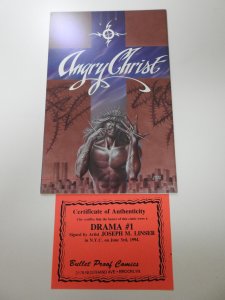 Angry Christ
Certificate of Authenticity
DRAMA #1
Signed by Artist JOSEPH M. LINSNER
in N.Y.C. on June 3rd, 1994.
Bullet Proof Comics